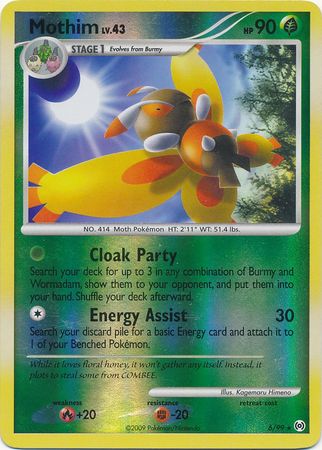 Mothim LV.43
HP 90
STAGE 1 Evolves from Burmy
NO. 414 Moth Pokémon HT: 2'11" WT: 51.4 lbs.
Cloak Party
Search your deck for up to 3 in any combination of Burmy and
Wormadam, show them to your opponent, and put them into
your hand. Shuffle your deck afterward.
Energy Assist 30
Search your discard pile for a basic Energy card and attach it to
1 of your Benched Pokémon.
While it loves floral honey, it won't gather any itself. Instead, it
plots to steal some from COMBEE.
Illus. Kagemaru Himeno
weakness resistance retreat cost
+20 -20
©2009 Pokémon/Nintendo
6/99 ★